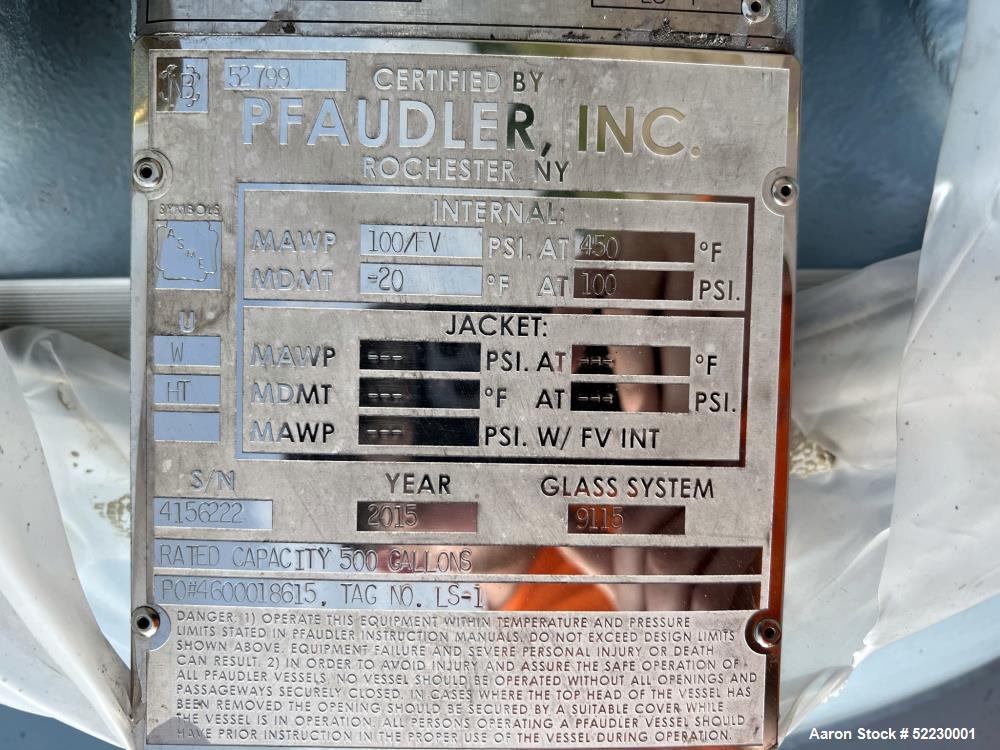 NB 52799 CERTIFIED BY
PFAUDLER, INC.
ROCHESTER, NY
SYMBOLS
ASME
U
W
HT
INTERNAL:
MAWP 100/FV PSI. AT 450 °F
MDMT -20 °F AT 100 PSI.
JACKET:
MAWP --- PSI. AT --- °F
MDMT --- °F AT --- PSI.
MAWP --- PSI. W/ FV INT
S/N YEAR GLASS SYSTEM
4156222 2015 9115
RATED CAPACITY 500 GALLONS
PO#4600018615, TAG NO. LS-1
DANGER: 1) OPERATE THIS EQUIPMENT WITHIN TEMPERATURE AND PRESSURE
LIMITS STATED IN PFAUDLER INSTRUCTION MANUALS. DO NOT EXCEED DESIGN LIMITS
SHOWN ABOVE. EQUIPMENT FAILURE AND SEVERE PERSONAL INJURY OR DEATH
CAN RESULT. 2) IN ORDER TO AVOID INJURY AND ASSURE THE SAFE OPERATION OF
ALL PFAUDLER VESSELS, NO VESSEL SHOULD BE OPERATED WITHOUT ALL OPENINGS AND
PASSAGEWAYS SECURELY CLOSED. IN CASES WHERE THE TOP HEAD OF THE VESSEL HAS
BEEN REMOVED THE OPENING SHOULD BE SECURED BY A SUITABLE COVER WHILE
THE VESSEL IS IN OPERATION. ALL PERSONS OPERATING A PFAUDLER VESSEL SHOULD
HAVE PRIOR INSTRUCTION IN THE PROPER USE OF THE VESSEL DURING OPERATION.
Aaron Stock # 52230001